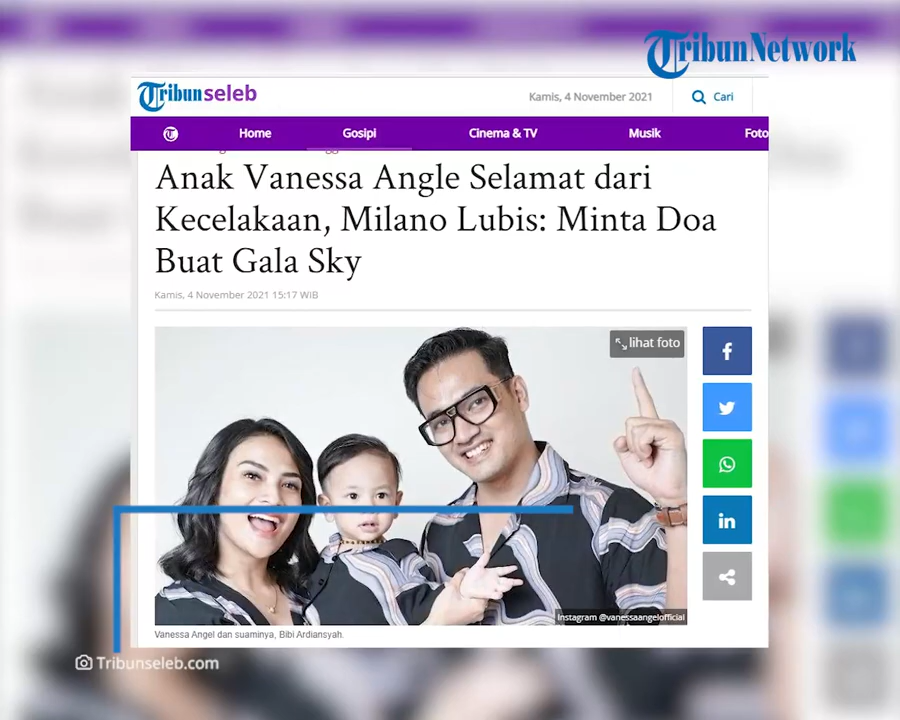 TribunNetwork
Tribunseleb
Kamis, 4 November 2021
Cari
Home
Gosipi
Cinema & TV
Musik
Foto
Anak Vanessa Angle Selamat dari
Kecelakaan, Milano Lubis: Minta Doa
Buat Gala Sky
Kamis, 4 November 2021 15:17 WIB
lihat foto
Instagram @vanessaangelofficial
Vanessa Angel dan suaminya, Bibi Ardiansyah.
Tribunseleb.com